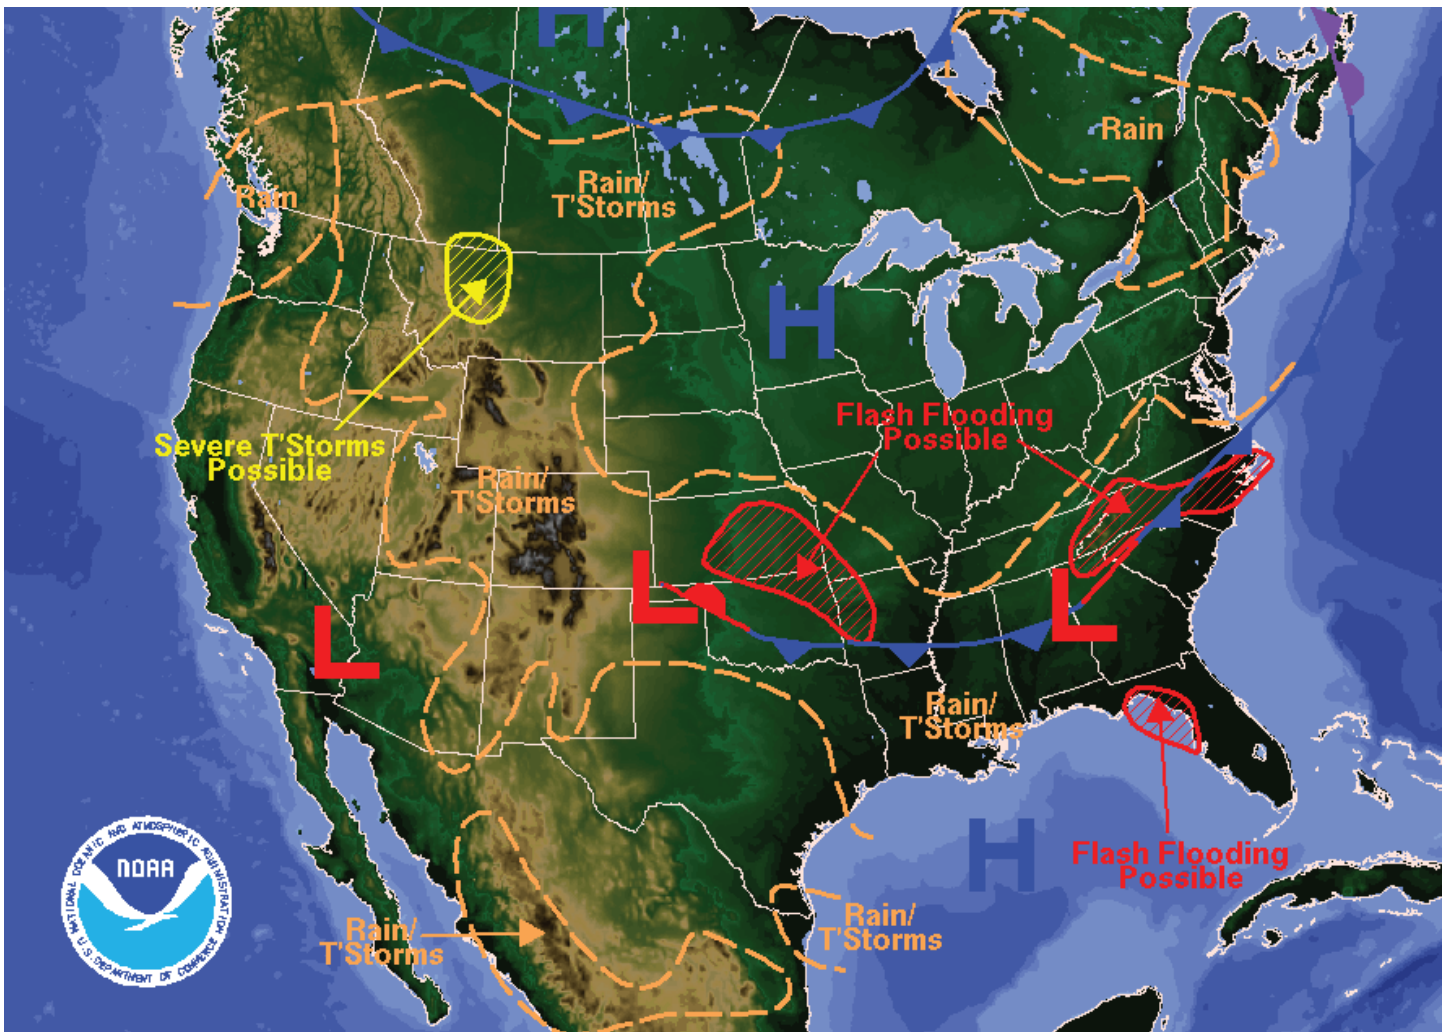 H
Rain
Rain
Rain/
T'Storms
H
Flash Flooding
Possible
Severe T'Storms
Possible
Rain/
T'Storms
L
L
L
Rain/
T'Storms
H
Flash Flooding
Possible
Rain/
T'Storms
Rain/
T'Storms
NATIONAL OCEANIC AND ATMOSPHERIC ADMINISTRATION
NOAA
U.S. DEPARTMENT OF COMMERCE